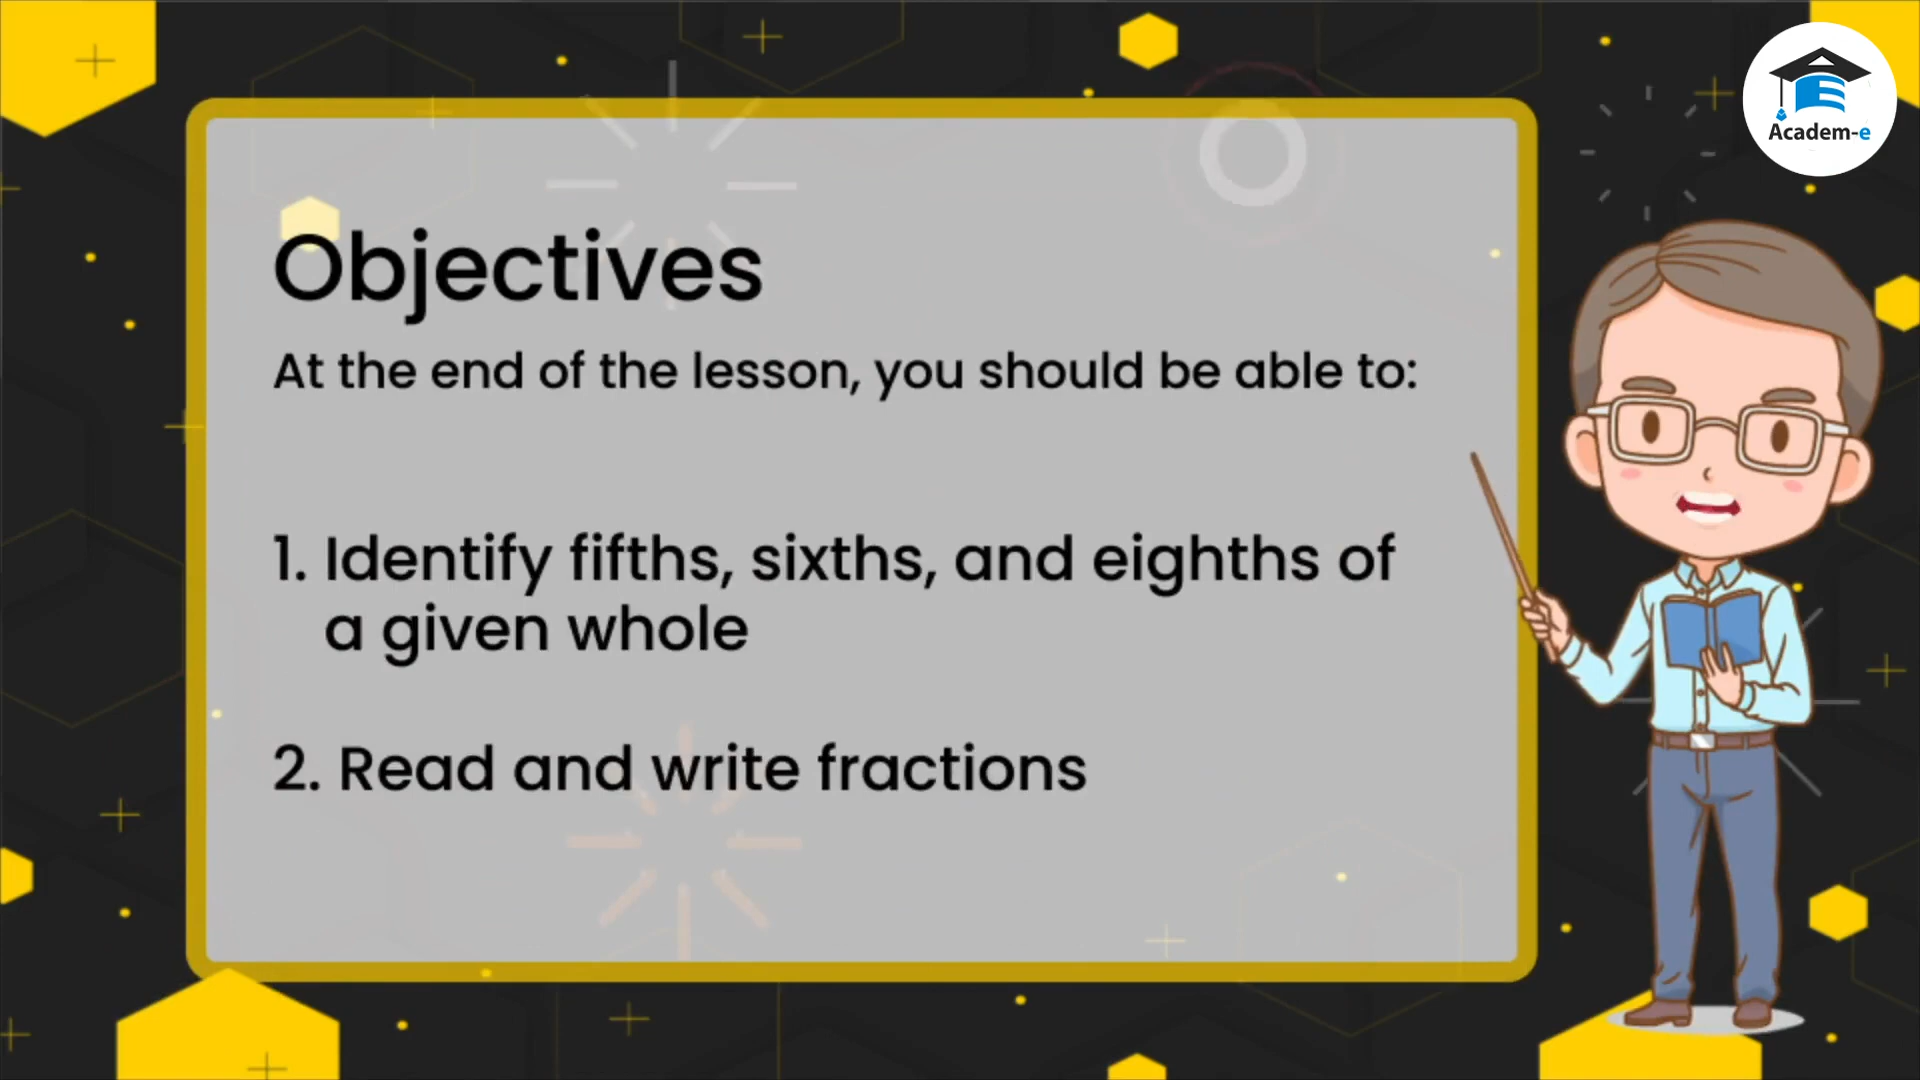 Academ-e
Objectives
At the end of the lesson, you should be able to:
1. Identify fifths, sixths, and eighths of
a given whole
2. Read and write fractions